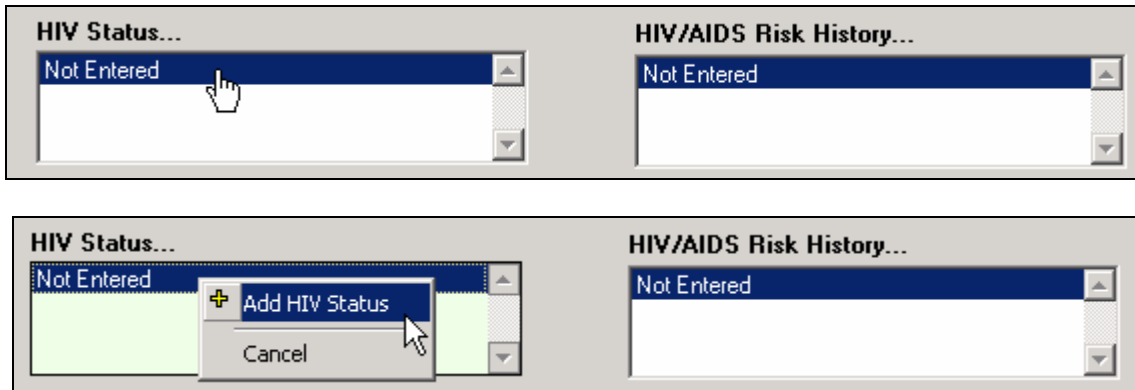 HIV Status...
Not Entered
HIV/AIDS Risk History...
Not Entered
HIV Status...
Not Entered
Add HIV Status
Cancel
HIV/AIDS Risk History...
Not Entered